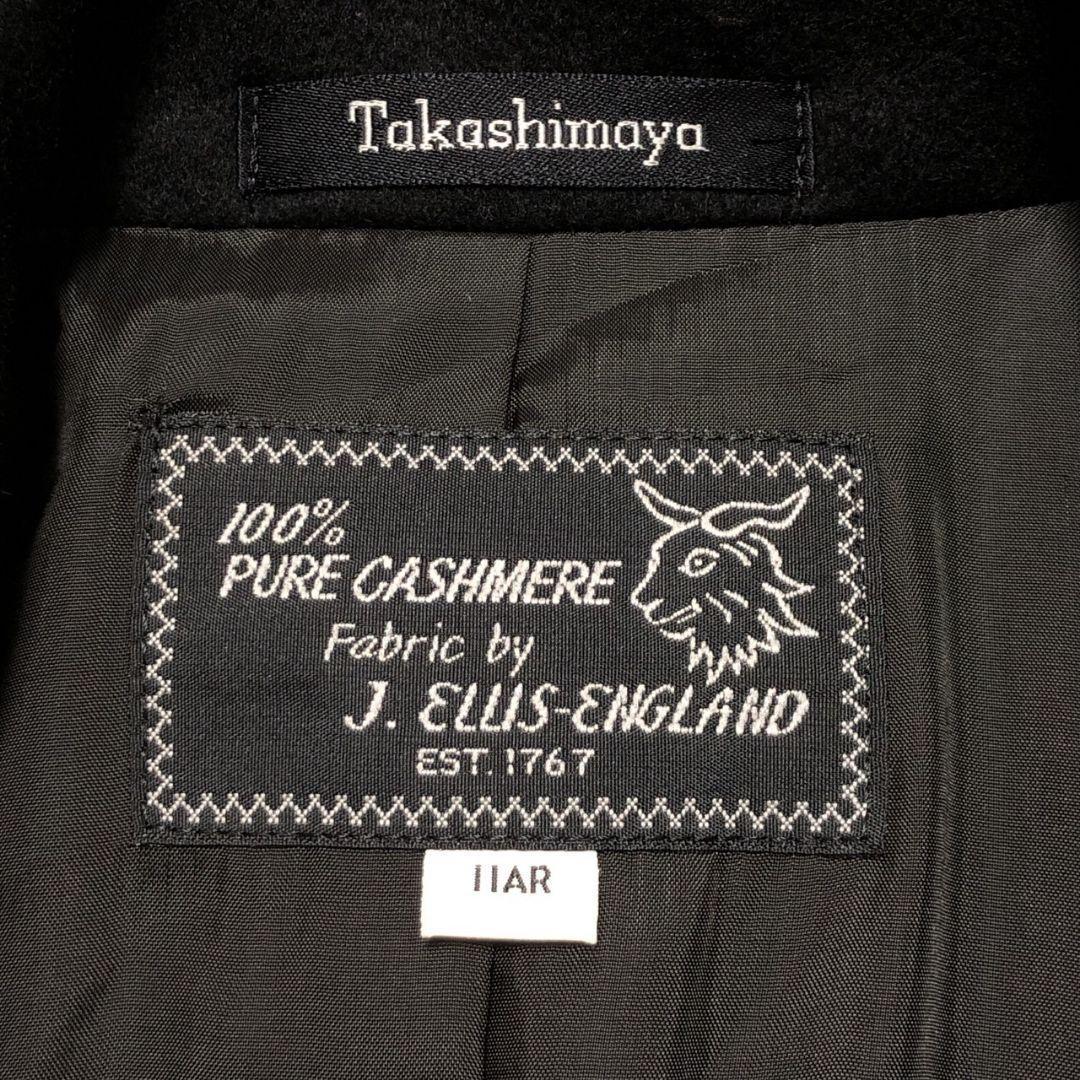 Takashimaya
100%
PURE CASHMERE
Fabric by
J. ELLIS-ENGLAND
EST. 1767
11AR